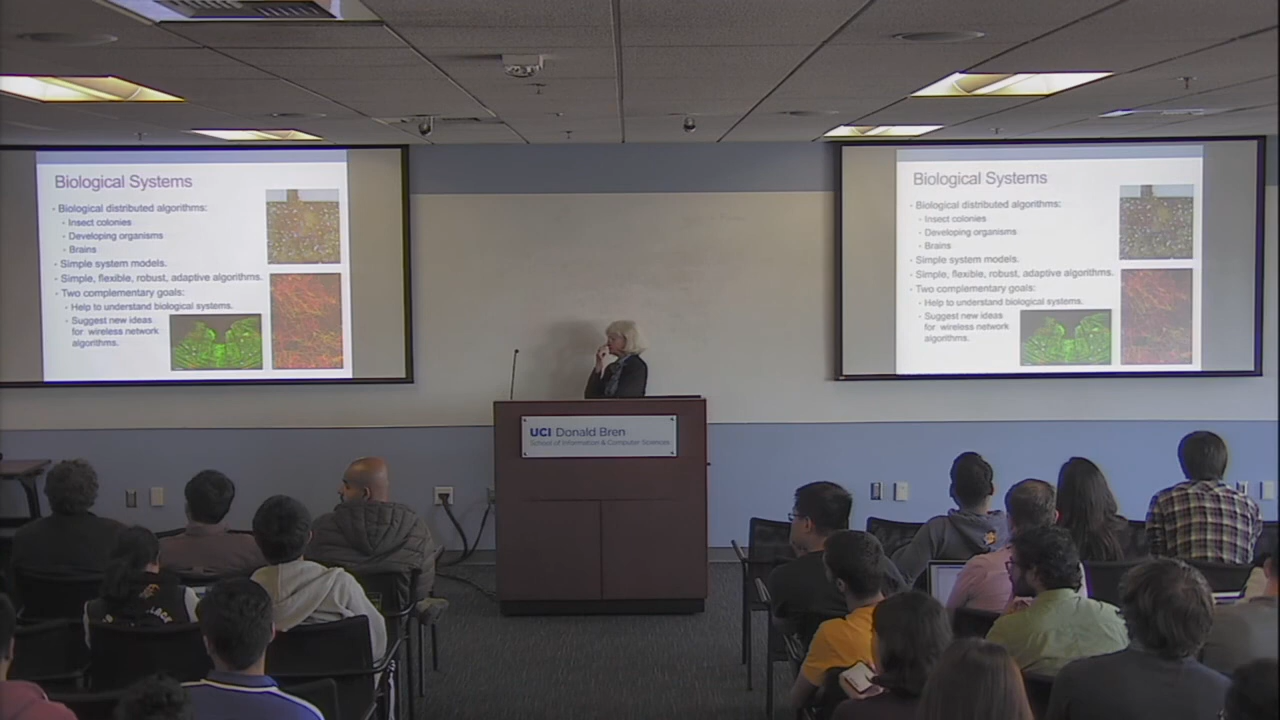 Biological Systems
• Biological distributed algorithms:
• Insect colonies
• Developing organisms
• Brains
• Simple system models.
• Simple, flexible, robust, adaptive algorithms.
• Two complementary goals:
• Help to understand biological systems.
• Suggest new ideas
for wireless network
algorithms.
Biological Systems
• Biological distributed algorithms:
• Insect colonies
• Developing organisms
• Brains
• Simple system models.
• Simple, flexible, robust, adaptive algorithms.
• Two complementary goals:
• Help to understand biological systems.
• Suggest new ideas
for wireless network
algorithms.
UCI Donald Bren
School of Information & Computer Sciences